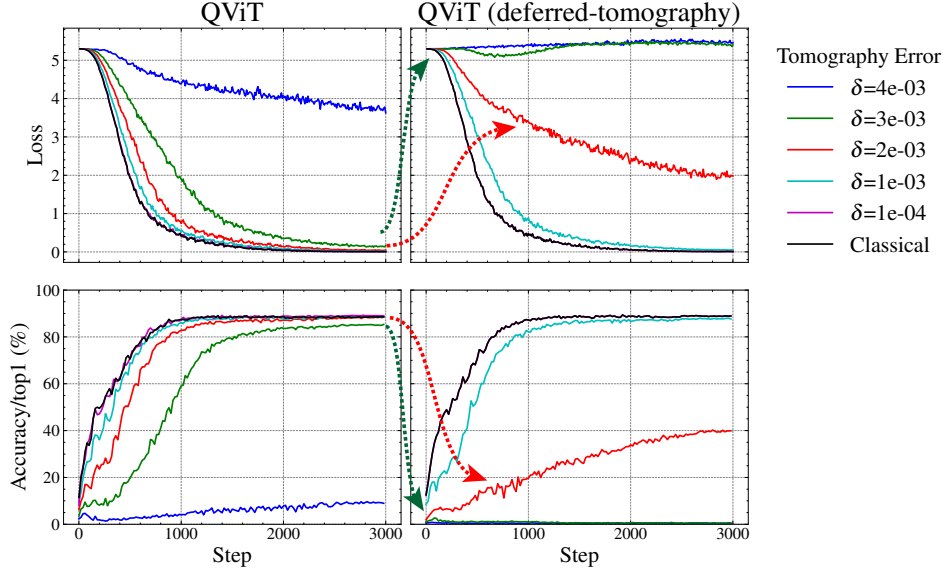 QViT
QViT (deferred-tomography)
Loss
5
4
3
2
1
0
Tomography Error
δ=4e-03
δ=3e-03
δ=2e-03
δ=1e-03
δ=1e-04
Classical
Accuracy/top1 (%)
100
80
60
40
20
0
0 1000 2000 3000
0 1000 2000 3000
Step
Step